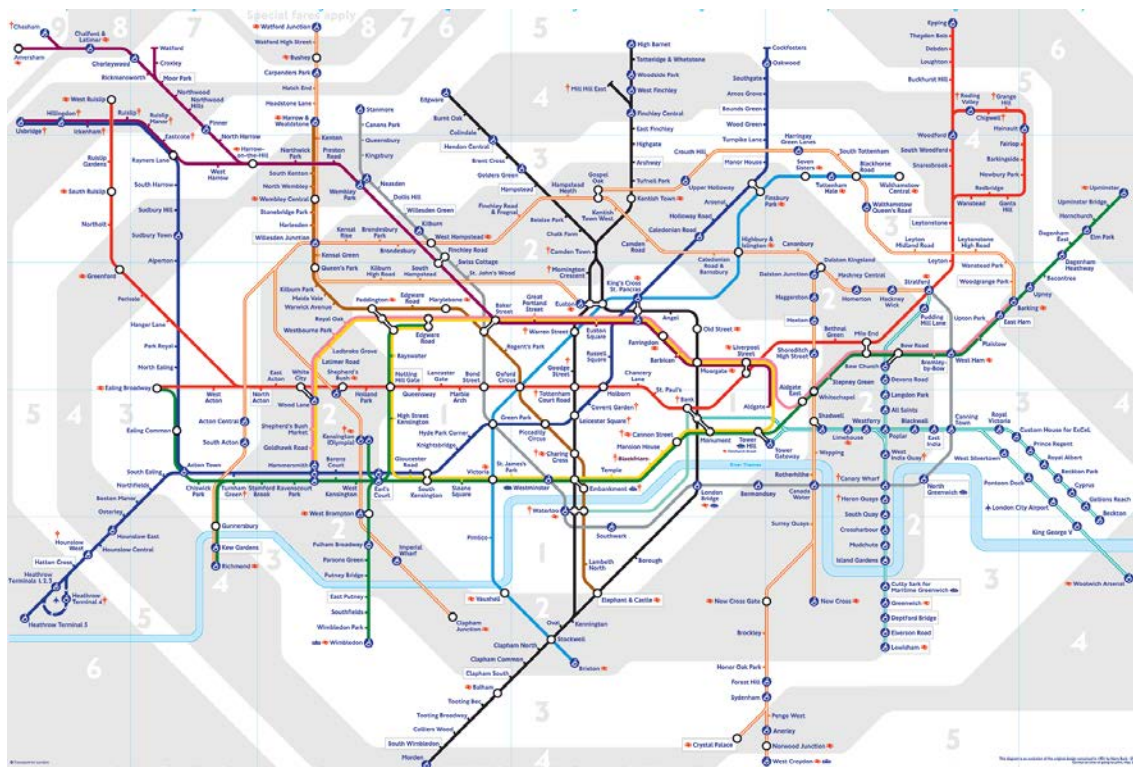 Special fares apply
9
8
7
8
7
6
5
6
Chesham
Chalfont &
Latimer
Amersham
Chorleywood
Rickmansworth
Watford
Croxley
Moor Park
Northwood
Northwood
Hills
Pinner
North Harrow
Harrow-
on-the-Hill
Northwick
Park
Preston
Road
Wembley
Park
West
Harrow
West Ruislip
Hillingdon
Uxbridge
Ickenham
Ruislip
Ruislip
Manor
Eastcote
Rayners Lane
Ruislip
Gardens
South Ruislip
Northolt
Greenford
Perivale
Hanger Lane
South Harrow
Sudbury Hill
Sudbury Town
Alperton
Park Royal
North Ealing
Ealing Broadway
Ealing Common
West
Acton
North
Acton
East
Acton
White
City
Shepherd's
Bush
Holland
Park
Notting
Hill Gate
Queensway
Lancaster
Gate
Marble
Arch
Bond
Street
Oxford
Circus
Tottenham
Court Road
Chancery
Lane
Holborn
St. Paul's
Bank
Watford Junction
Watford High Street
Bushey
Carpenders Park
Hatch End
Headstone Lane
Harrow &
Wealdstone
Kenton
South Kenton
North Wembley
Wembley Central
Stonebridge Park
Harlesden
Willesden Junction
Kensal Green
Queen's Park
Kilburn Park
Maida Vale
Warwick Avenue
Kensal
Rise
Brondesbury
Park
Brondesbury
Kilburn
High Road
South
Hampstead
Stanmore
Canons Park
Queensbury
Kingsbury
Neasden
Dollis Hill
Willesden Green
Kilburn
West Hampstead
Finchley Road
Swiss Cottage
St. John's Wood
Finchley Road
& Frognal
Hampstead
Heath
Gospel
Oak
Edgware
Burnt Oak
Colindale
Hendon Central
Brent Cross
Golders Green
Hampstead
Belsize Park
Chalk Farm
Camden Town
Mornington
Crescent
High Barnet
Totteridge & Whetstone
Woodside Park
Mill Hill East
West Finchley
Finchley Central
East Finchley
Highgate
Archway
Tufnell Park
Kentish Town
Kentish
Town West
Camden
Road
Caledonian
Road &
Barnsbury
Cockfosters
Oakwood
Southgate
Arnos Grove
Bounds Green
Wood Green
Turnpike Lane
Manor House
Finsbury
Park
Arsenal
Holloway Road
Caledonian Road
Crouch Hill
Upper Holloway
Harringay
Green Lanes
South Tottenham
Seven
Sisters
Tottenham
Hale
Blackhorse
Road
Walthamstow
Central
Walthamstow
Queen's Road
Leyton
Midland Road
Leytonstone
High Road
Wanstead Park
Woodgrange Park
Highbury &
Islington
Canonbury
Dalston Kingsland
Dalston Junction
Hackney Central
Homerton
Hackney
Wick
Haggerston
Hoxton
Shoreditch
High Street
Epping
Theydon Bois
Debden
Loughton
Buckhurst Hill
Roding
Valley
Chigwell
Grange
Hill
Hainault
Fairlop
Barkingside
Newbury Park
Gants
Hill
Redbridge
Wanstead
Woodford
South Woodford
Snaresbrook
Leytonstone
Leyton
Stratford
Pudding
Mill Lane
Mile End
Bethnal
Green
Liverpool
Street
Upminster
Upminster Bridge
Hornchurch
Elm Park
Dagenham
East
Dagenham
Heathway
Becontree
Upney
Barking
East Ham
Upton Park
Plaistow
West Ham
Bromley-
by-Bow
Bow Road
Bow Church
Devons Road
Langdon Park
All Saints
Stepney Green
Whitechapel
Aldgate
East
Aldgate
Paddington
Edgware
Road
Marylebone
Baker
Street
Great
Portland
Street
Euston
King's Cross
St. Pancras
Euston
Square
Warren Street
Angel
Old Street
Farringdon
Barbican
Moorgate
Royal Oak
Westbourne Park
Ladbroke Grove
Latimer Road
Wood Lane
Shepherd's Bush
Market
Goldhawk Road
Hammersmith
Edgware
Road
Bayswater
High Street
Kensington
Regent's Park
Goodge
Street
Russell
Square
Covent Garden
Leicester Square
Piccadilly
Circus
Charing
Cross
Green Park
Hyde Park Corner
Knightsbridge
Gloucester
Road
South
Kensington
Sloane
Square
Victoria
St. James's
Park
Westminster
Embankment
Temple
Blackfriars
Mansion House
Cannon Street
Monument
Tower
Hill
Tower
Gateway
Acton Central
South Acton
Acton Town
South Ealing
Northfields
Boston Manor
Osterley
Hounslow East
Hounslow Central
Hounslow
West
Hatton Cross
Heathrow
Terminals 1, 2, 3
Heathrow
Terminal 4
Heathrow Terminal 5
Chiswick
Park
Turnham
Green
Stamford
Brook
Ravenscourt
Park
Barons
Court
West
Kensington
Kensington
(Olympia)
Earl's
Court
Gunnersbury
Kew Gardens
Richmond
West Brompton
Fulham Broadway
Parsons Green
Putney Bridge
East Putney
Southfields
Wimbledon Park
Wimbledon
Imperial
Wharf
Clapham
Junction
Pimlico
Vauxhall
Stockwell
Brixton
Waterloo
Southwark
Lambeth
North
Elephant & Castle
Kennington
Oval
Borough
London
Bridge
Bermondsey
Clapham North
Clapham Common
Clapham South
Balham
Tooting Bec
Tooting Broadway
Colliers Wood
South Wimbledon
Morden
River Thames
Shadwell
Limehouse
Westferry
Poplar
Blackwall
East
India
Canning
Town
Royal
Victoria
Custom House for ExCeL
Prince Regent
Royal Albert
Beckton Park
Cyprus
Gallions Reach
Beckton
West Silvertown
Pontoon Dock
London City Airport
King George V
Woolwich Arsenal
Wapping
Rotherhithe
Canada
Water
Surrey Quays
New Cross Gate
New Cross
Brockley
Honor Oak Park
Forest Hill
Sydenham
Crystal Palace
Penge West
Anerley
Norwood Junction
West Croydon
West India
Quay
Canary Wharf
Heron Quays
South Quay
Crossharbour
Mudchute
Island Gardens
Cutty Sark for
Maritime Greenwich
Greenwich
Deptford Bridge
Elverson Road
Lewisham
North
Greenwich